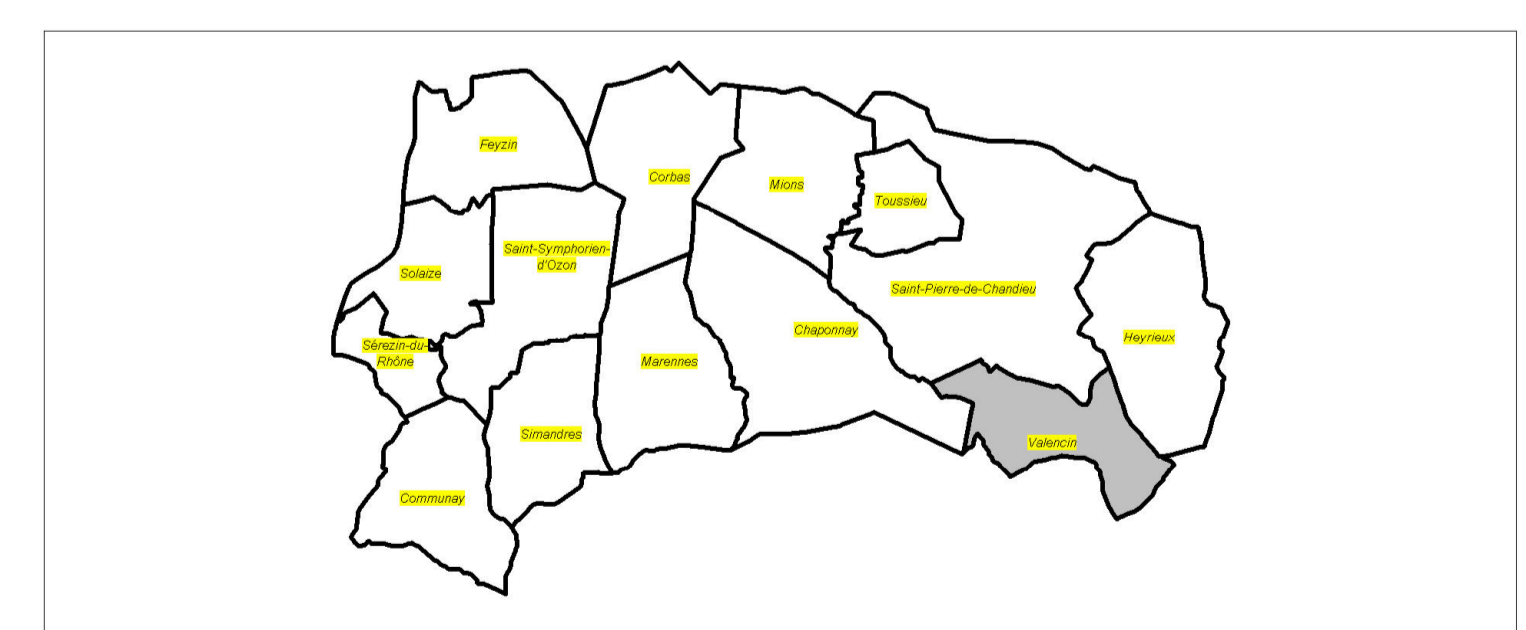 Feyzin
Corbas
Mions
Toussieu
Saint-Symphorien-
d'Ozon
Solaize
Saint-Pierre-de-Chandieu
Chaponnay
Heyrieux
Sérezin-du-
Rhône
Marennes
Simandres
Valencin
Communay